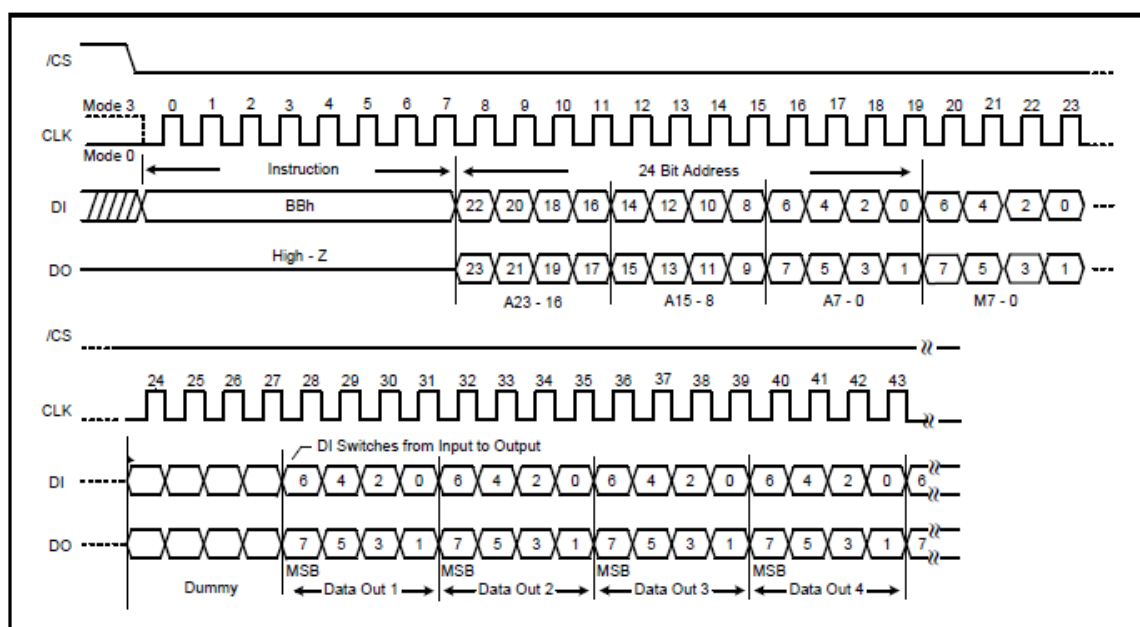 /CS
Mode 3 0 1 2 3 4 5 6 7 8 9 10 11 12 13 14 15 16 17 18 19 20 21 22 23
CLK
Mode 0
Instruction 24 Bit Address
DI BBh 22 20 18 16 14 12 10 8 6 4 2 0 6 4 2 0
DO High - Z 23 21 19 17 15 13 11 9 7 5 3 1 7 5 3 1
A23 - 16 A15 - 8 A7 - 0 M7 - 0
/CS
24 25 26 27 28 29 30 31 32 33 34 35 36 37 38 39 40 41 42 43
CLK
DI Switches from Input to Output
DI 6 4 2 0 6 4 2 0 6 4 2 0 6 4 2 0 6
DO 7 5 3 1 7 5 3 1 7 5 3 1 7 5 3 1 7
MSB MSB MSB MSB
Dummy Data Out 1 Data Out 2 Data Out 3 Data Out 4